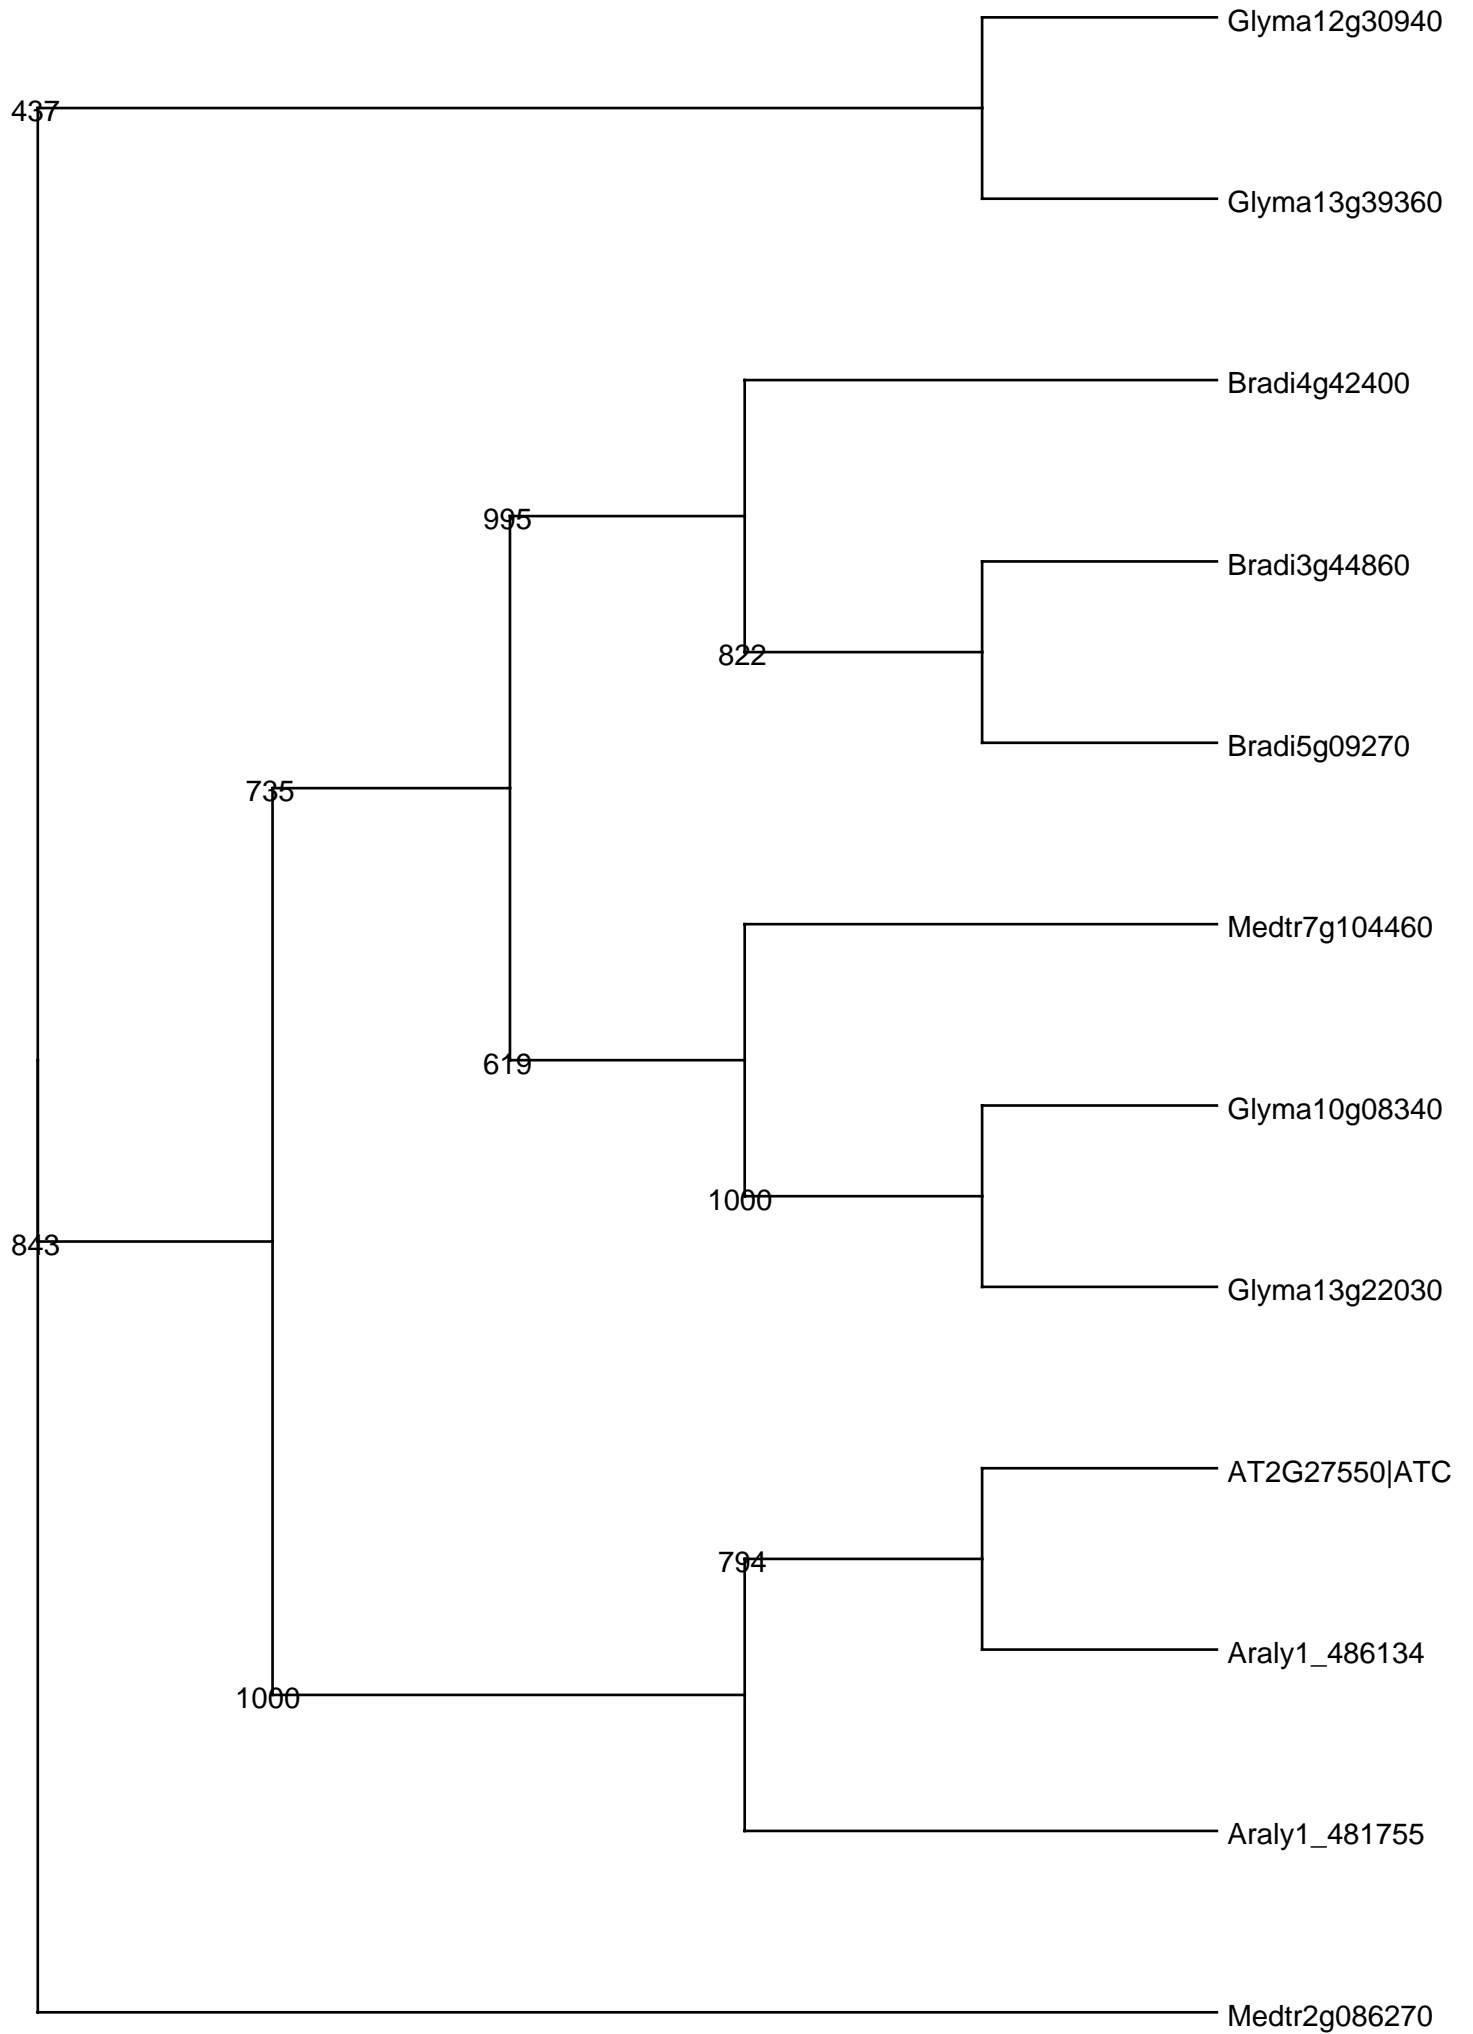 Glyma12g30940
437
Glyma13g39360
Bradi4g42400
995
Bradi3g44860
822
Bradi5g09270
735
Medtr7g104460
619
Glyma10g08340
1000
843
Glyma13g22030
AT2G27550|ATC
794
Araly1_486134
1000
Araly1_481755
Medtr2g086270